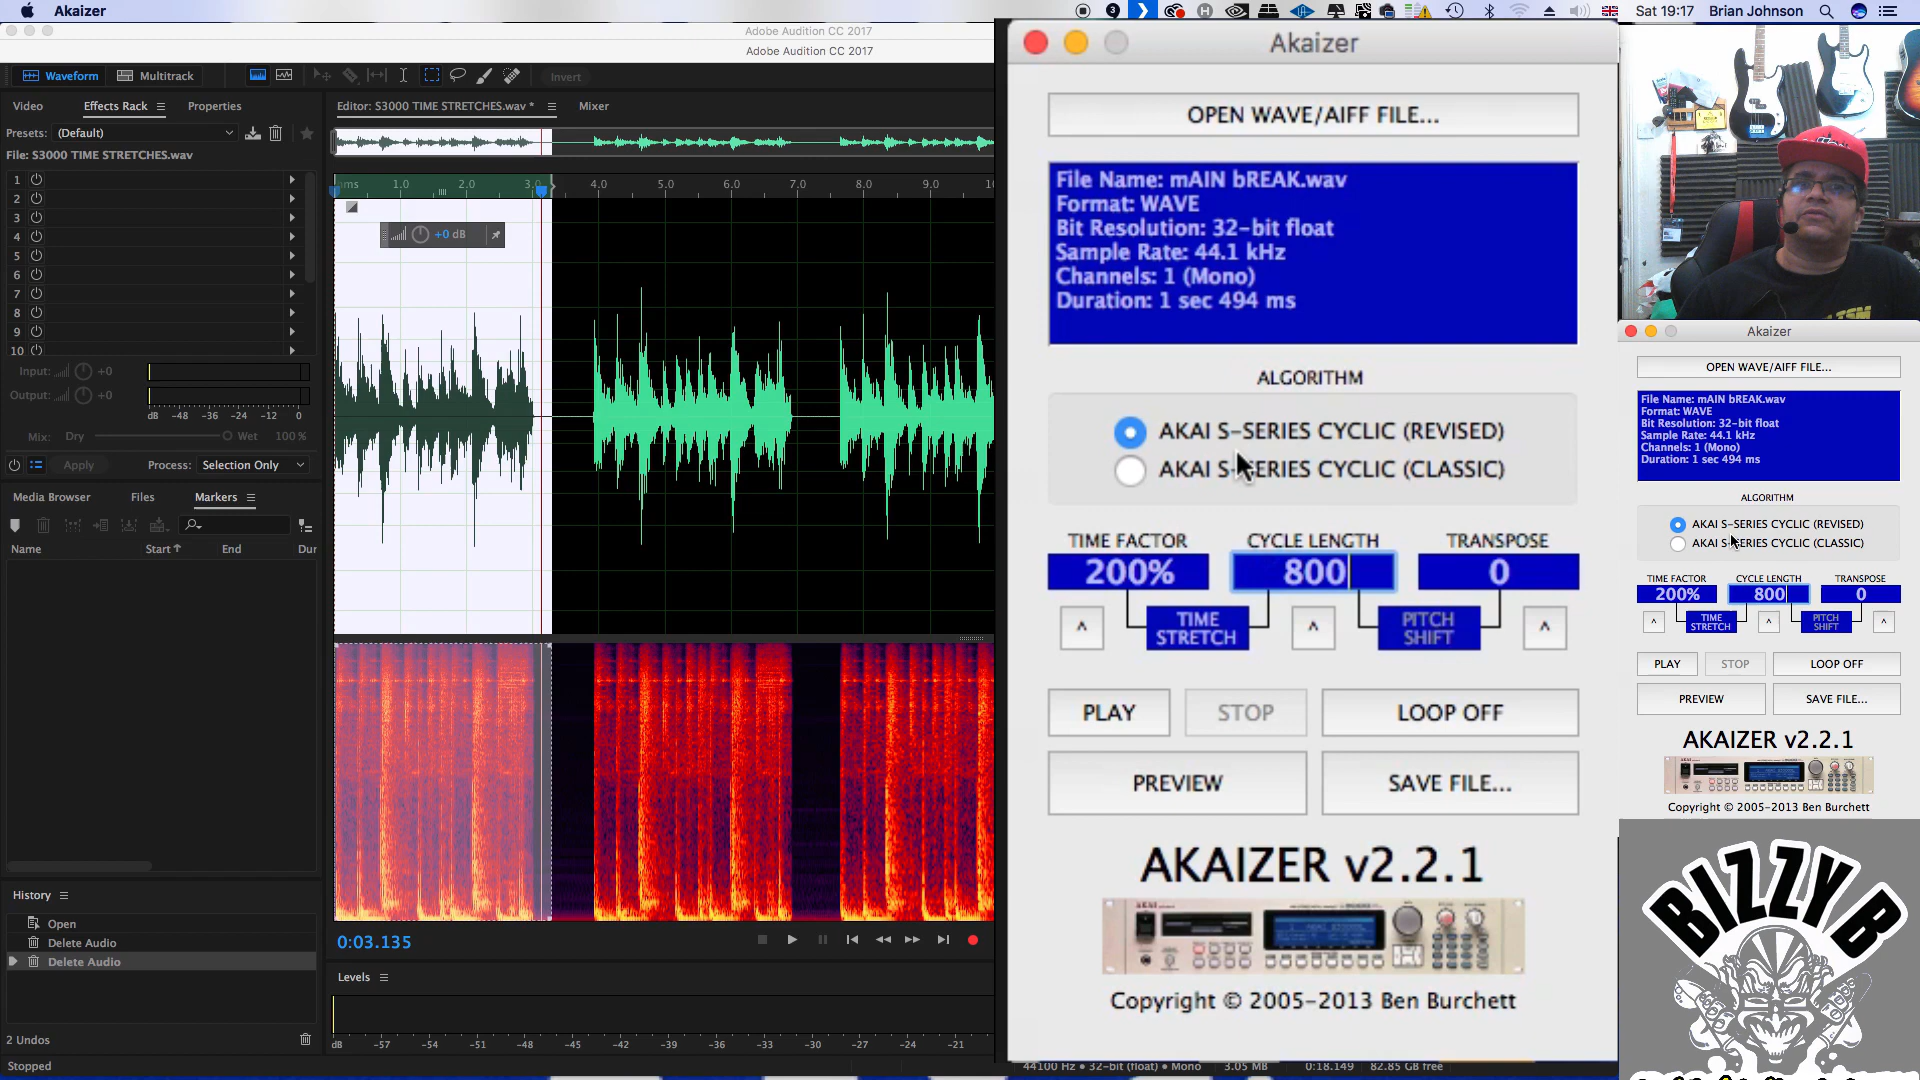 Akaizer
3
Sat 19:17
Brian Johnson
Adobe Audition CC 2017
Adobe Audition CC 2017
Waveform
Multitrack
Invert
Video
Effects Rack
Properties
Editor: S3000 TIME STRETCHES.wav *
Mixer
Presets:
(Default)
File: S3000 TIME STRETCHES.wav
1
2
3
4
5
6
7
8
9
10
ms
1.0
2.0
3.0
4.0
5.0
6.0
7.0
8.0
9.0
+0 dB
Input:
+0
Output:
+0
dB
-48
-36
-24
-12
0
Mix:
Dry
Wet
100 %
Apply
Process:
Selection Only
Media Browser
Files
Markers
Name
Start
End
Dur
History
Open
Delete Audio
Delete Audio
2 Undos
Stopped
0:03.135
Levels
dB
-57
-54
-51
-48
-45
-42
-39
-36
-33
-30
-27
-24
-21
44100 Hz • 32-bit (float) • Mono
3.05 MB
0:18.149
82.85 GB free
Akaizer
OPEN WAVE/AIFF FILE...
File Name: mAIN bREAK.wav
Format: WAVE
Bit Resolution: 32-bit float
Sample Rate: 44.1 kHz
Channels: 1 (Mono)
Duration: 1 sec 494 ms
ALGORITHM
AKAI S-SERIES CYCLIC (REVISED)
AKAI S-SERIES CYCLIC (CLASSIC)
TIME FACTOR
CYCLE LENGTH
TRANSPOSE
200%
800
0
^
TIME
STRETCH
^
PITCH
SHIFT
^
PLAY
STOP
LOOP OFF
PREVIEW
SAVE FILE...
AKAIZER v2.2.1
Copyright © 2005-2013 Ben Burchett
Akaizer
OPEN WAVE/AIFF FILE...
File Name: mAIN bREAK.wav
Format: WAVE
Bit Resolution: 32-bit float
Sample Rate: 44.1 kHz
Channels: 1 (Mono)
Duration: 1 sec 494 ms
ALGORITHM
AKAI S-SERIES CYCLIC (REVISED)
AKAI S-SERIES CYCLIC (CLASSIC)
TIME FACTOR
CYCLE LENGTH
TRANSPOSE
200%
800
0
^
TIME
STRETCH
^
PITCH
SHIFT
^
PLAY
STOP
LOOP OFF
PREVIEW
SAVE FILE...
AKAIZER v2.2.1
Copyright © 2005-2013 Ben Burchett
BIZZY B